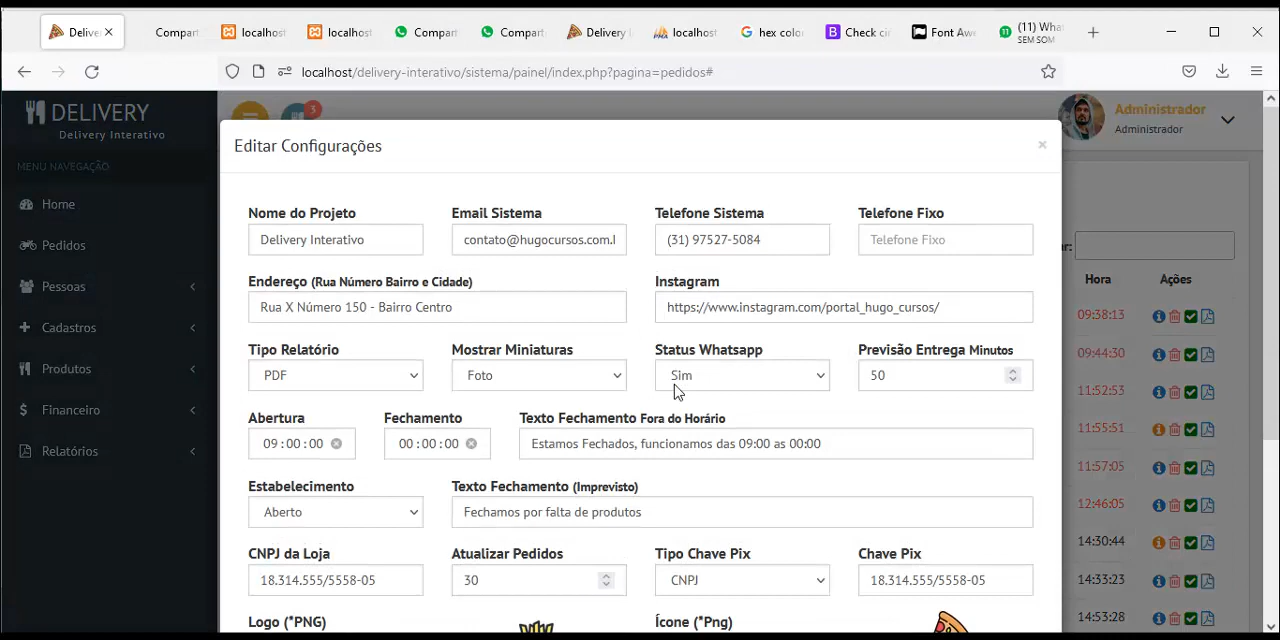 Delive
Compart
localhost
localhost
Compart
Compart
Delivery
localhost
hex colo
Check cir
Font Awe
(11) Wha
SEM SOM
localhost/delivery-interativo/sistema/painel/index.php?pagina=pedidos#
DELIVERY
Delivery Interativo
3
Administrador
Administrador
MENU NAVEGAÇÃO
Home
Pedidos
Pessoas
Cadastros
Produtos
Financeiro
Relatórios
Editar Configurações
×
Nome do Projeto Email Sistema Telefone Sistema Telefone Fixo
Delivery Interativo contato@hugocursos.com.l (31) 97527-5084 Telefone Fixo
Endereço (Rua Número Bairro e Cidade) Instagram
Rua X Número 150 - Bairro Centro https://www.instagram.com/portal_hugo_cursos/
Tipo Relatório Mostrar Miniaturas Status Whatsapp Previsão Entrega Minutos
PDF Foto Sim 50
Abertura Fechamento Texto Fechamento Fora do Horário
09:00:00 00:00:00 Estamos Fechados, funcionamos das 09:00 as 00:00
Estabelecimento Texto Fechamento (Imprevisto)
Aberto Fechamos por falta de produtos
CNPJ da Loja Atualizar Pedidos Tipo Chave Pix Chave Pix
18.314.555/5558-05 30 CNPJ 18.314.555/5558-05
Logo (*PNG) Ícone (*Png)
ar:
Hora Ações
09:38:13
09:44:30
11:52:53
11:55:51
11:57:05
12:46:05
14:30:44
14:33:23
14:53:28